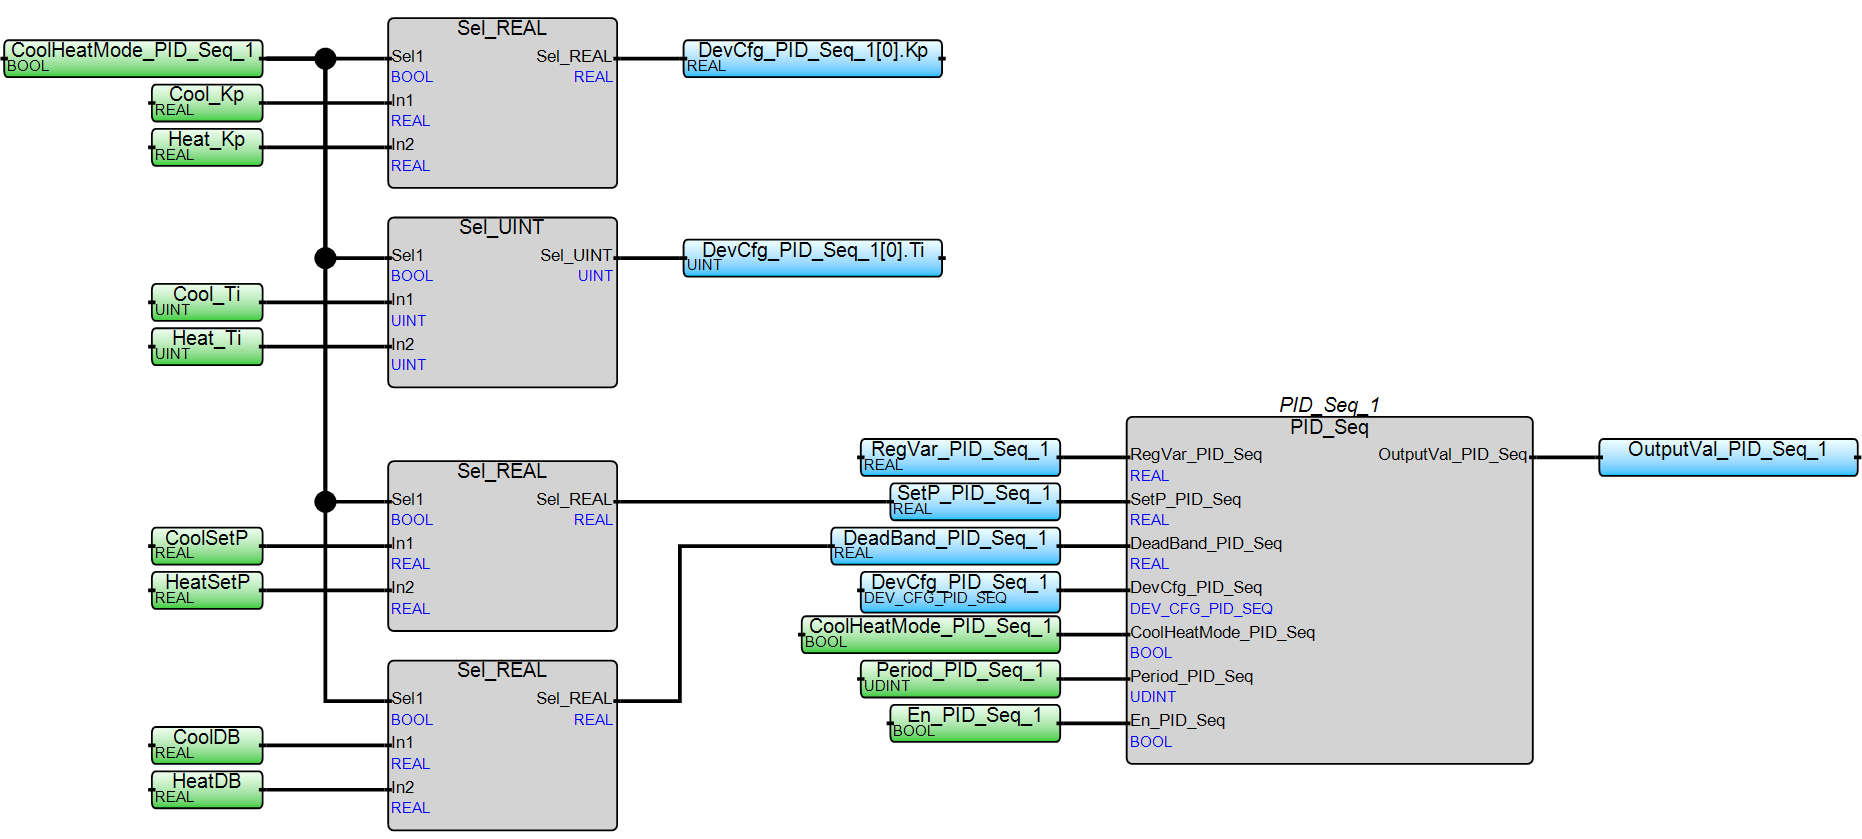 Sel_REAL
CoolHeatMode_PID_Seq_1
BOOL
Sel1
BOOL
Sel_REAL
REAL
DevCfg_PID_Seq_1[0].Kp
REAL
Cool_Kp
REAL
In1
REAL
Heat_Kp
REAL
In2
REAL
Sel_UINT
Sel1
BOOL
Sel_UINT
UINT
DevCfg_PID_Seq_1[0].Ti
UINT
Cool_Ti
UINT
In1
UINT
Heat_Ti
UINT
In2
UINT
Sel_REAL
Sel1
BOOL
Sel_REAL
REAL
CoolSetP
REAL
In1
REAL
HeatSetP
REAL
In2
REAL
Sel_REAL
Sel1
BOOL
Sel_REAL
REAL
CoolDB
REAL
In1
REAL
HeatDB
REAL
In2
REAL
PID_Seq_1
PID_Seq
RegVar_PID_Seq_1
REAL
RegVar_PID_Seq
REAL
OutputVal_PID_Seq
OutputVal_PID_Seq_1
SetP_PID_Seq_1
REAL
SetP_PID_Seq
REAL
DeadBand_PID_Seq_1
REAL
DeadBand_PID_Seq
REAL
DevCfg_PID_Seq_1
DEV_CFG_PID_SEQ
DevCfg_PID_Seq
DEV_CFG_PID_SEQ
CoolHeatMode_PID_Seq_1
BOOL
CoolHeatMode_PID_Seq
BOOL
Period_PID_Seq_1
UDINT
Period_PID_Seq
UDINT
En_PID_Seq_1
BOOL
En_PID_Seq
BOOL